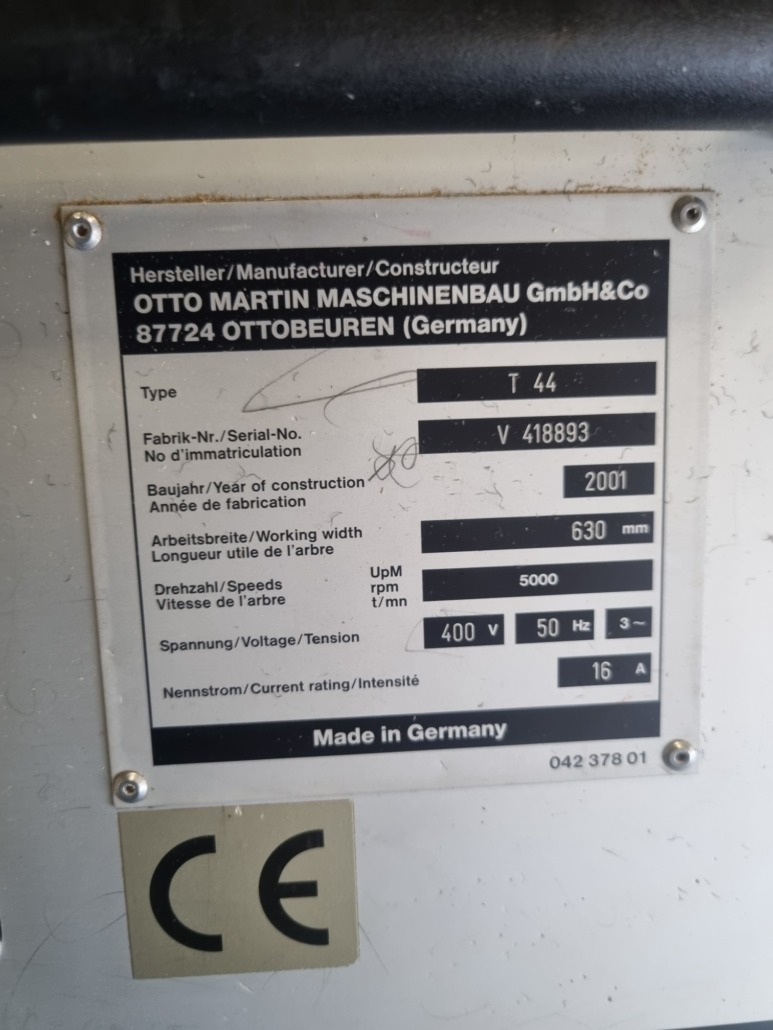 Hersteller/Manufacturer/Constructeur
OTTO MARTIN MASCHINENBAU GmbH&Co
87724 OTTOBEUREN (Germany)
Type T 44
Fabrik-Nr./Serial-No. V 418893
No d'immatriculation
Baujahr/Year of construction 2001
Année de fabrication
Arbeitsbreite/Working width 630 mm
Longueur utile de l'arbre
UpM
Drehzahl/Speeds rpm 5000
Vitesse de l'arbre t/mn
Spannung/Voltage/Tension 400 V 50 Hz 3~
Nennstrom/Current rating/Intensité 16 A
Made in Germany
042 378 01
CE